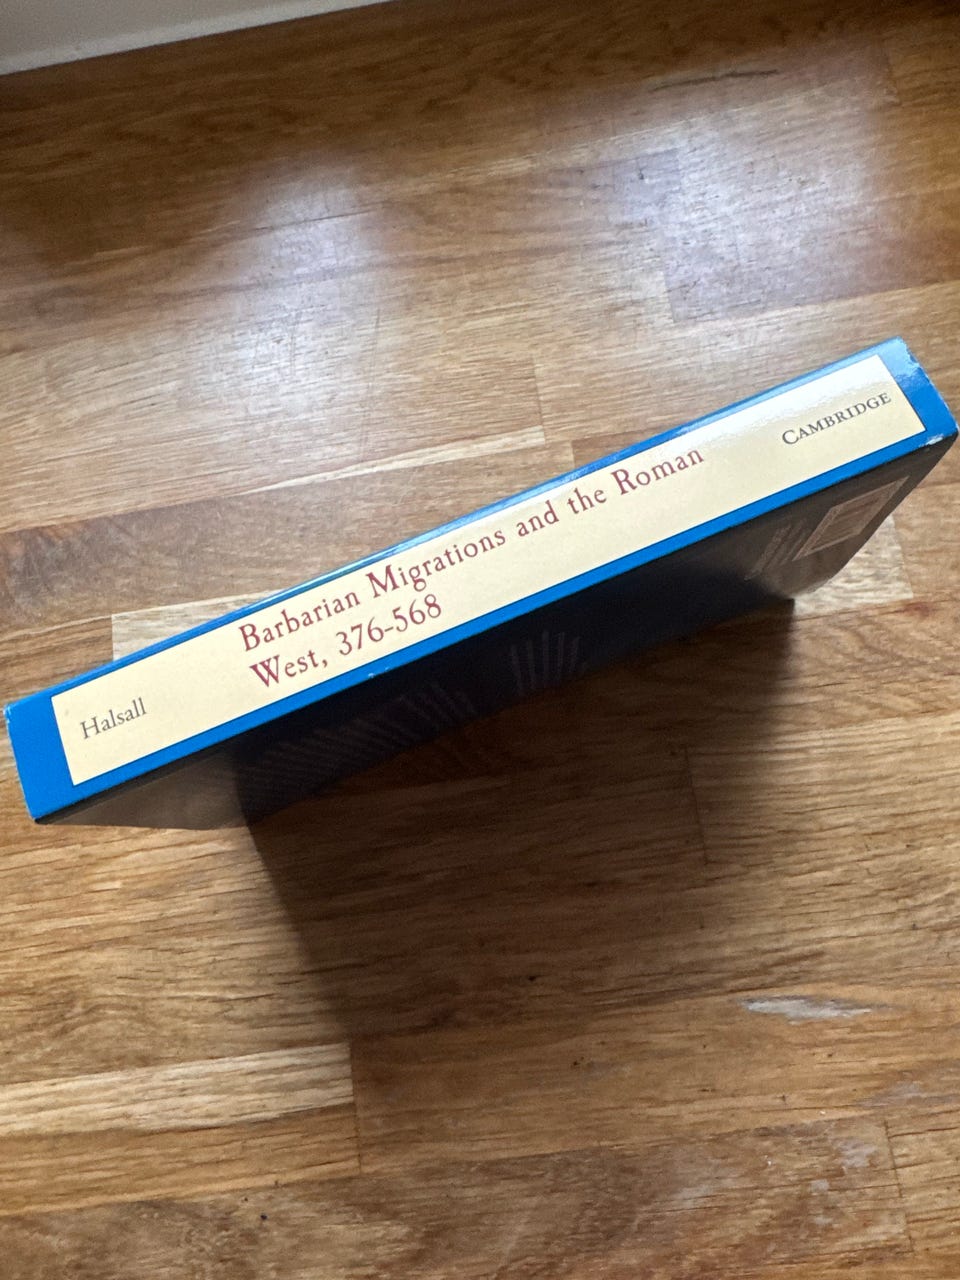 Halsall
Barbarian Migrations and the Roman
West, 376–568
CAMBRIDGE